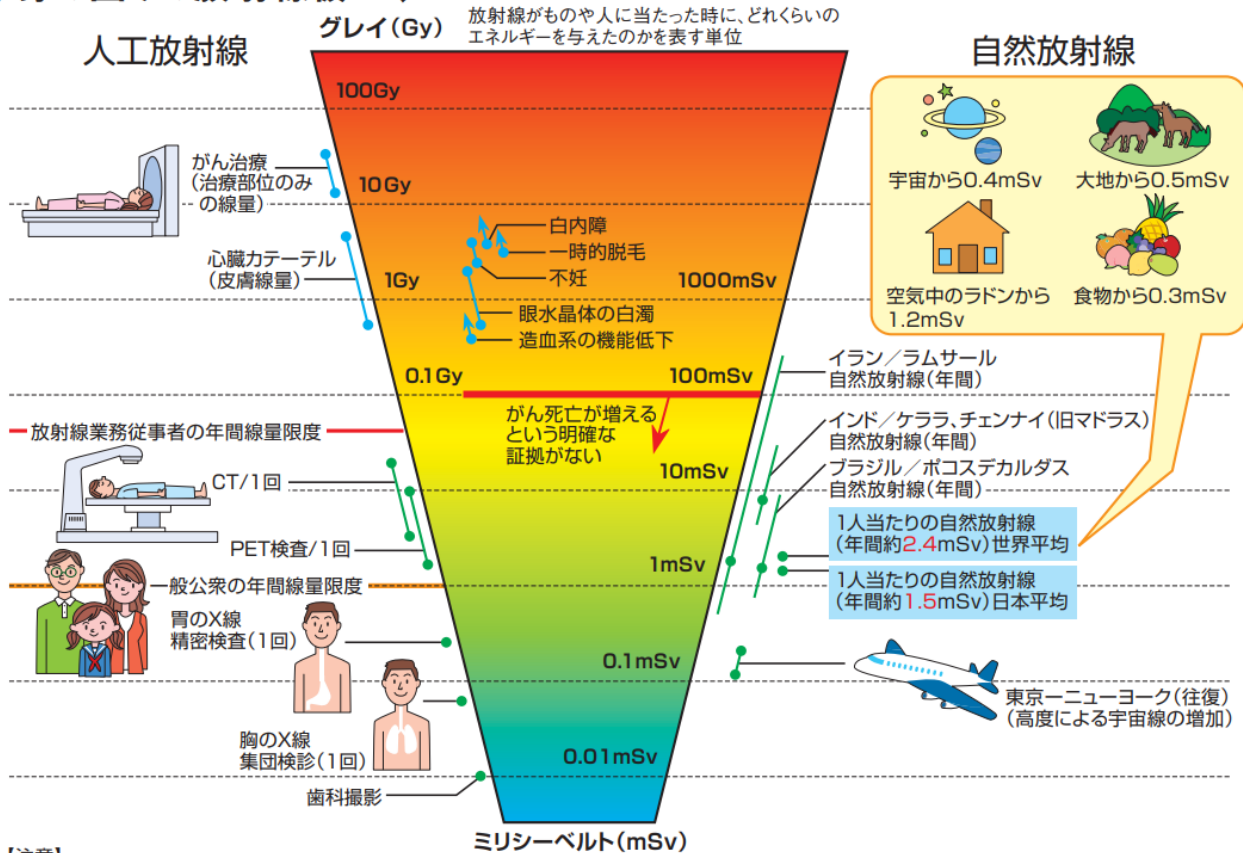 グレイ(Gy)
放射線がものや人に当たった時に、どれくらいの
エネルギーを与えたのかを表す単位
人工放射線
自然放射線
100Gy
宇宙から0.4mSv
大地から0.5mSv
空気中のラドンから
1.2mSv
食物から0.3mSv
がん治療
(治療部位のみ
の線量)
10Gy
心臓カテーテル
(皮膚線量)
白内障
一時的脱毛
不妊
1Gy
1000mSv
眼水晶体の白濁
造血系の機能低下
イラン/ラムサール
自然放射線(年間)
0.1Gy
100mSv
がん死亡が増える
という明確な
証拠がない
放射線業務従事者の年間線量限度
インド/ケララ、チェンナイ(旧マドラス)
自然放射線(年間)
10mSv
ブラジル/ポコスデカルダス
自然放射線(年間)
CT/1回
PET検査/1回
1人当たりの自然放射線
(年間約2.4mSv)世界平均
1mSv
一般公衆の年間線量限度
1人当たりの自然放射線
(年間約1.5mSv)日本平均
胃のX線
精密検査(1回)
0.1mSv
東京ーニューヨーク(往復)
(高度による宇宙線の増加)
胸のX線
集団検診(1回)
0.01mSv
歯科撮影
ミリシーベルト(mSv)